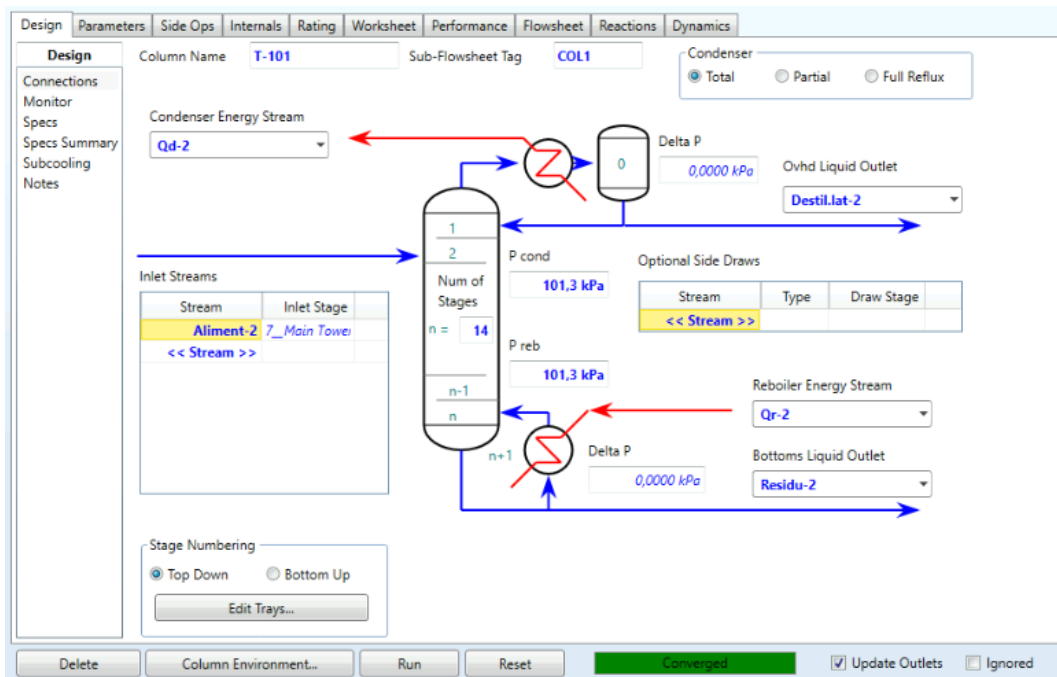 Design Parameters Side Ops Internals Rating Worksheet Performance Flowsheet Reactions Dynamics
Design
Connections
Monitor
Specs
Specs Summary
Subcooling
Notes
Column Name T-101 Sub-Flowsheet Tag COL1
Condenser
Total Partial Full Reflux
Condenser Energy Stream
Qd-2
0
Delta P
0,0000 kPa
Ovhd Liquid Outlet
Destil.lat-2
1
2
Num of
Stages
n = 14
n-1
n
n+1
P cond
101,3 kPa
P reb
101,3 kPa
Inlet Streams
Stream Inlet Stage
Aliment-2 7__Main Tower
<< Stream >>
Optional Side Draws
Stream Type Draw Stage
<< Stream >>
Reboiler Energy Stream
Qr-2
Delta P
0,0000 kPa
Bottoms Liquid Outlet
Residu-2
Stage Numbering
Top Down Bottom Up
Edit Trays...
Delete Column Environment... Run Reset Converged Update Outlets Ignored